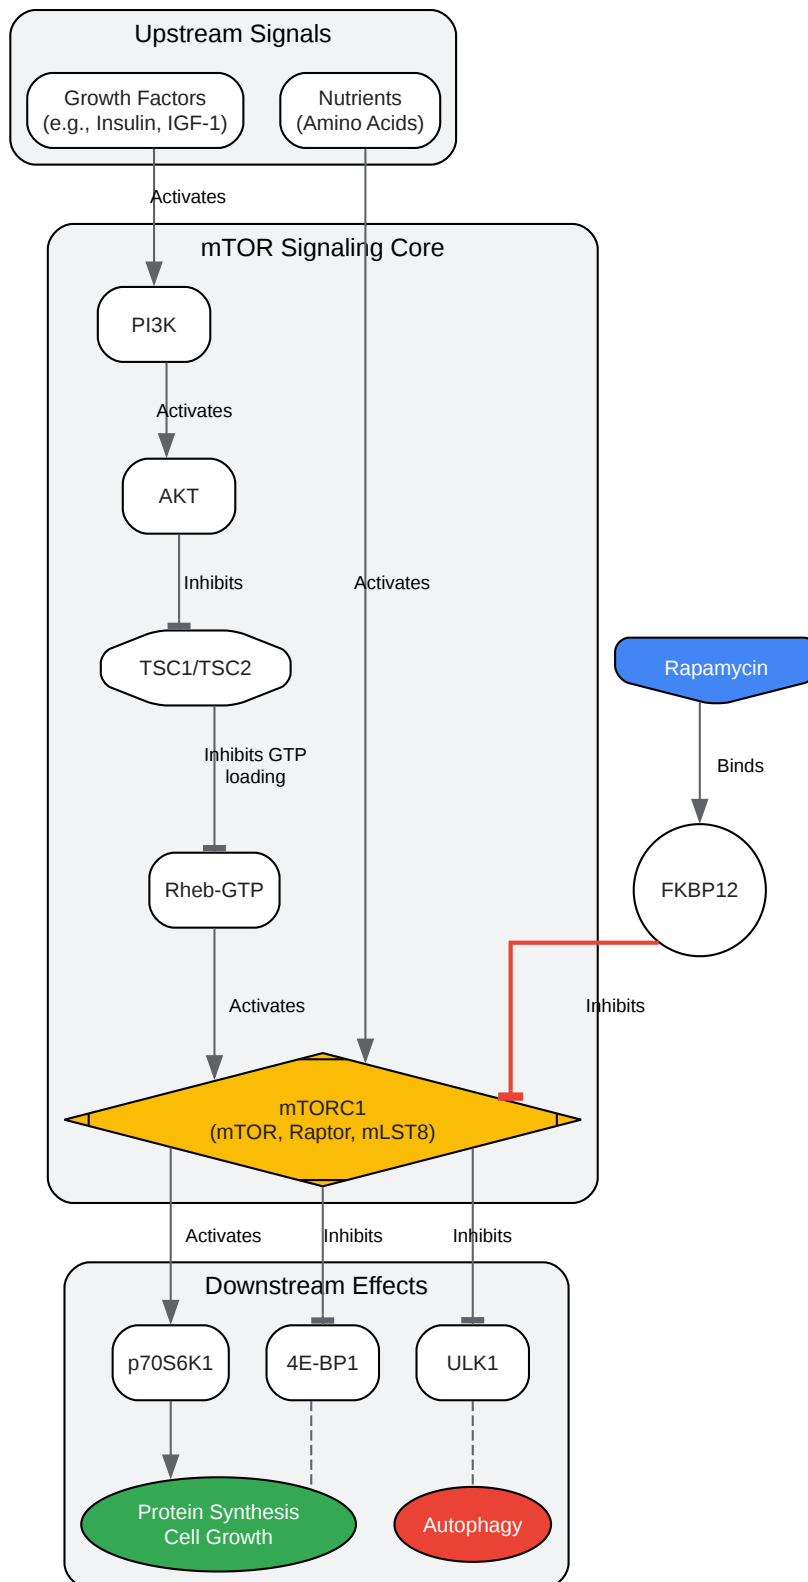 Upstream Signals
Growth Factors
(e.g., Insulin, IGF-1)
Nutrients
(Amino Acids)
Activates
mTOR Signaling Core
PI3K
Activates
AKT
Inhibits
Activates
TSC1/TSC2
Rapamycin
Inhibits GTP
loading
Binds
Rheb-GTP
FKBP12
Activates
Inhibits
mTORC1
(mTOR, Raptor, mLST8)
Activates
Inhibits
Inhibits
Downstream Effects
p70S6K1
4E-BP1
ULK1
Protein Synthesis
Cell Growth
Autophagy